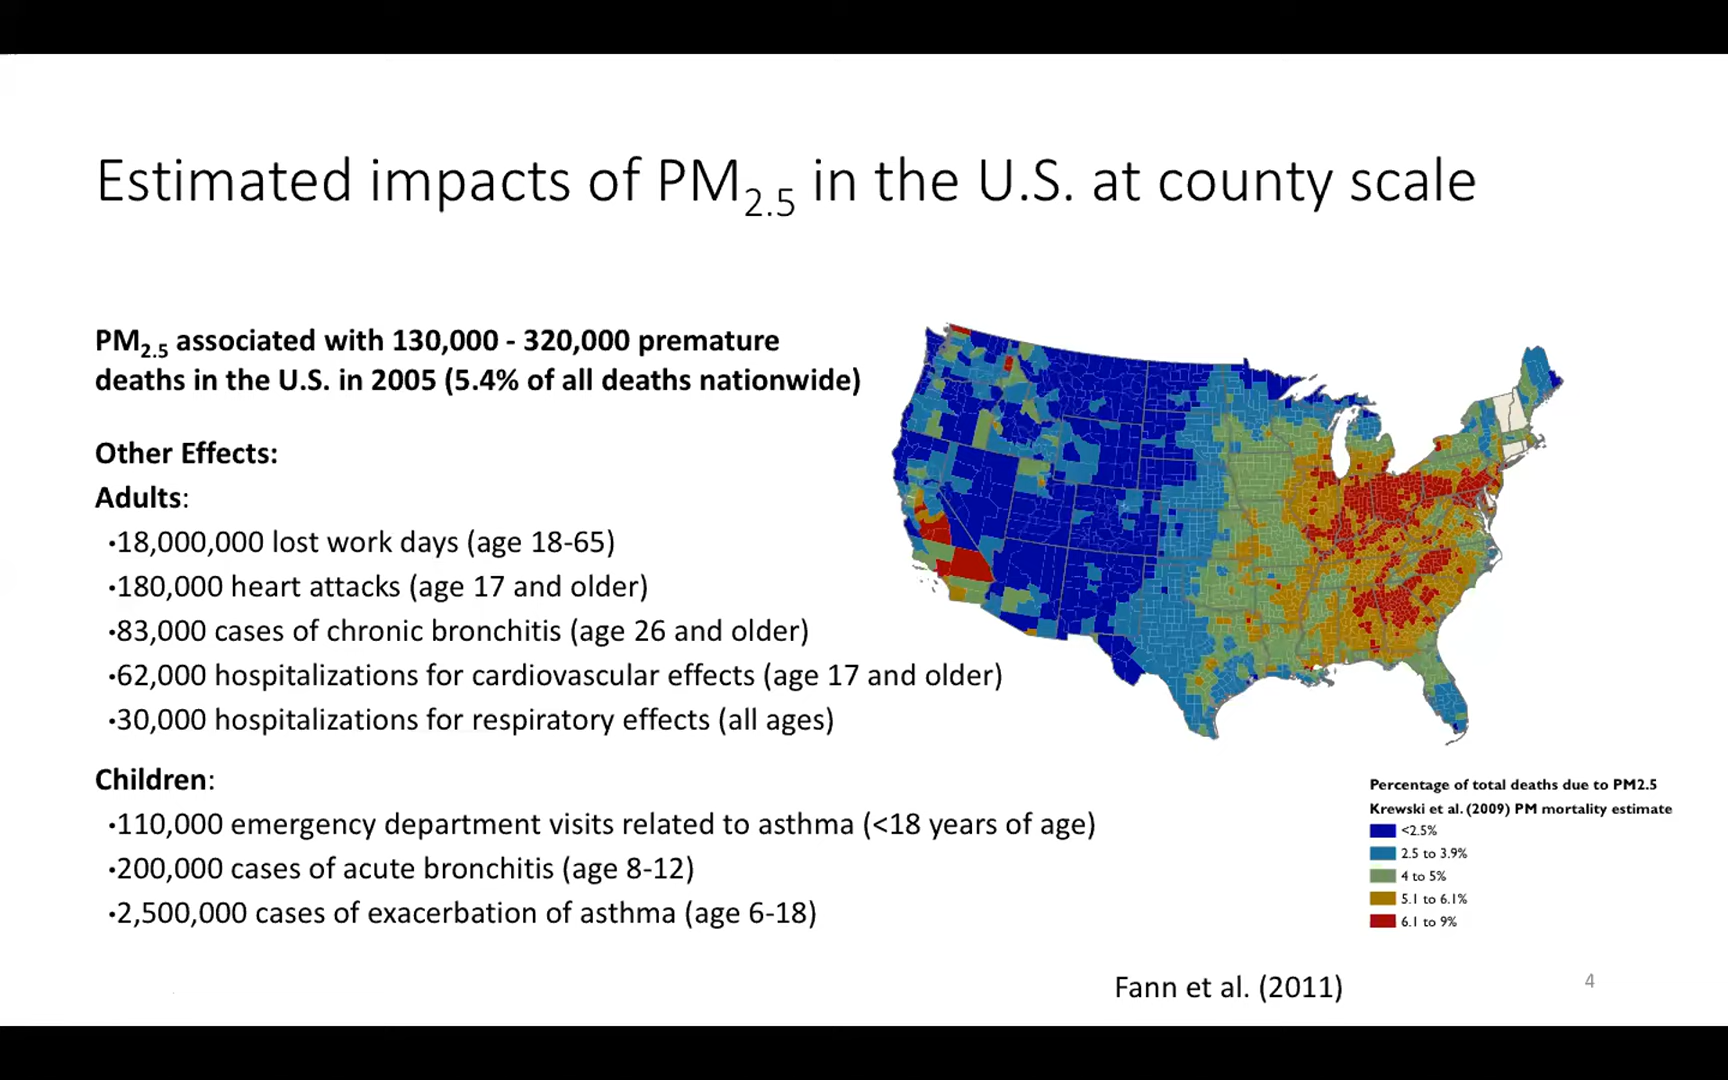 Estimated impacts of PM2.5 in the U.S. at county scale
PM2.5 associated with 130,000 - 320,000 premature
deaths in the U.S. in 2005 (5.4% of all deaths nationwide)
Other Effects:
Adults:
•18,000,000 lost work days (age 18-65)
•180,000 heart attacks (age 17 and older)
•83,000 cases of chronic bronchitis (age 26 and older)
•62,000 hospitalizations for cardiovascular effects (age 17 and older)
•30,000 hospitalizations for respiratory effects (all ages)
Children:
•110,000 emergency department visits related to asthma (<18 years of age)
•200,000 cases of acute bronchitis (age 8-12)
•2,500,000 cases of exacerbation of asthma (age 6-18)
Percentage of total deaths due to PM2.5
Krewski et al. (2009) PM mortality estimate
<2.5%
2.5 to 3.9%
4 to 5%
5.1 to 6.1%
6.1 to 9%
Fann et al. (2011)
4